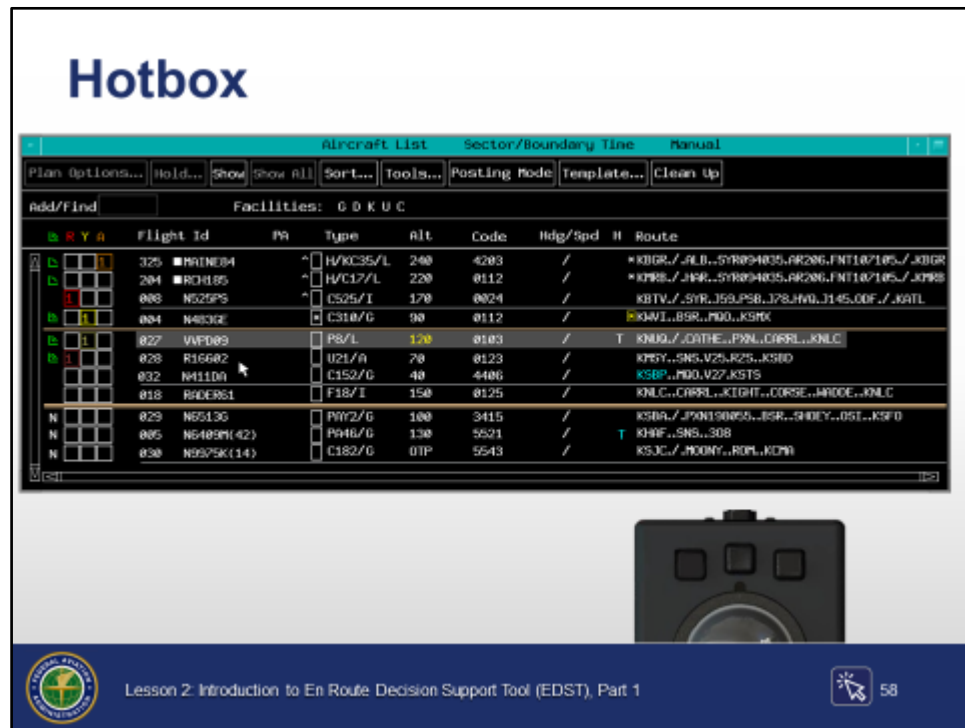 Hotbox
Aircraft List Sector/Boundary Time Manual
Plan Options... Hold... Show Show All Sort... Tools... Posting Mode Template... Clean Up
Add/Find Facilities: G D K U C
R Y A Flight Id PA Type Alt Code Hdg/Spd H Route
1 325 MAINE84 ^ H/KC35/L 240 4203 / *KBGR./.ALB..SYR094035.AR206.FNT107105./.KBGR
204 RCH185 ^ H/C17/L 220 0112 / *KMRB./.HAR..SYR094035.AR206.FNT107105./.KMRB
1 008 N525PS ^ C525/I 170 0024 / KBTV./.SYR.J59.PSB.J78.HVQ.J145.ODF./.KATL
1 004 N483GE * C310/G 90 0112 / *KWVI..BSR..MQO..KSMX
1 027 VVPD09 P8/L 120 0103 / T KNUQ./.CATHE..PXN..CARRL..KNLC
1 028 R16602 U21/A 70 0123 / KMSY..SNS.V25.RZS..KSBD
032 N411DA C152/G 40 4406 / KSBP..MQO.V27.KSTS
018 RADER61 F18/I 150 0125 / KNLC..CARRL..KIGHT..CORSE..WADDE..KNLC
N 029 N6513G PAY2/G 100 3415 / KSBA./.PXN190055..BSR..SHOEY..OSI..KSFO
N 005 N6409M(42) PA46/G 130 5521 / T KHAF..SNS..308
N 030 N9975K(14) C182/G OTP 5543 / KSJC./.MOONY..ROM..KCMA
FEDERAL AVIATION ADMINISTRATION
Lesson 2: Introduction to En Route Decision Support Tool (EDST), Part 1
58